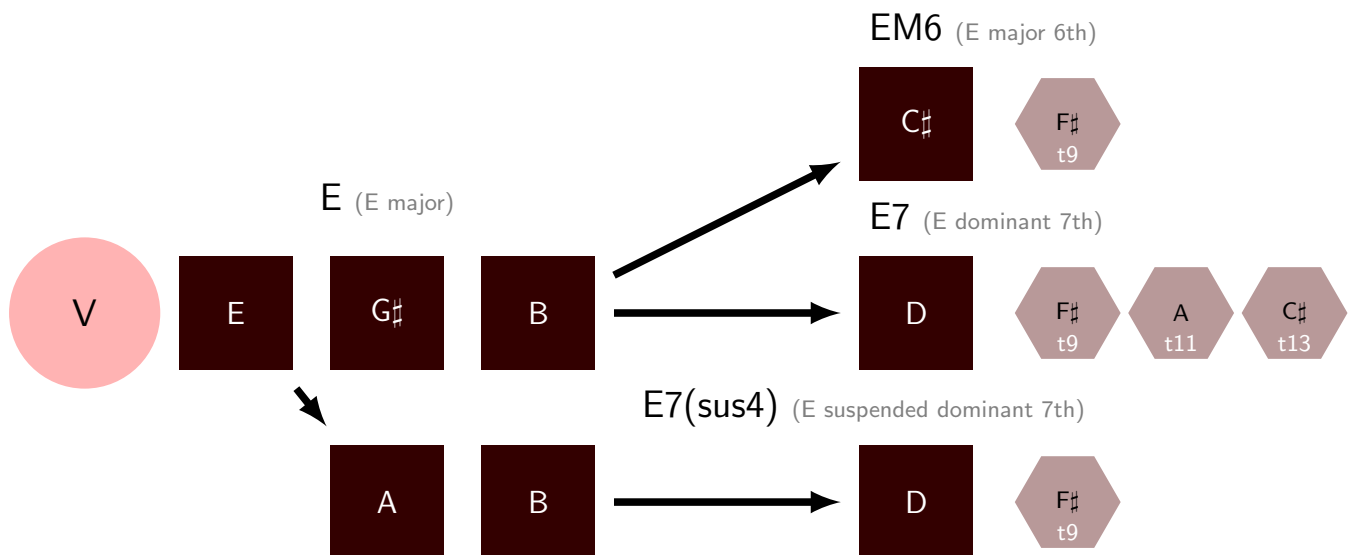 EM6 (E major 6th)
C♯ F♯
t9
E (E major)
E7 (E dominant 7th)
V E G♯ B D F♯ A C♯
t9 t11 t13
E7(sus4) (E suspended dominant 7th)
A B D F♯
t9